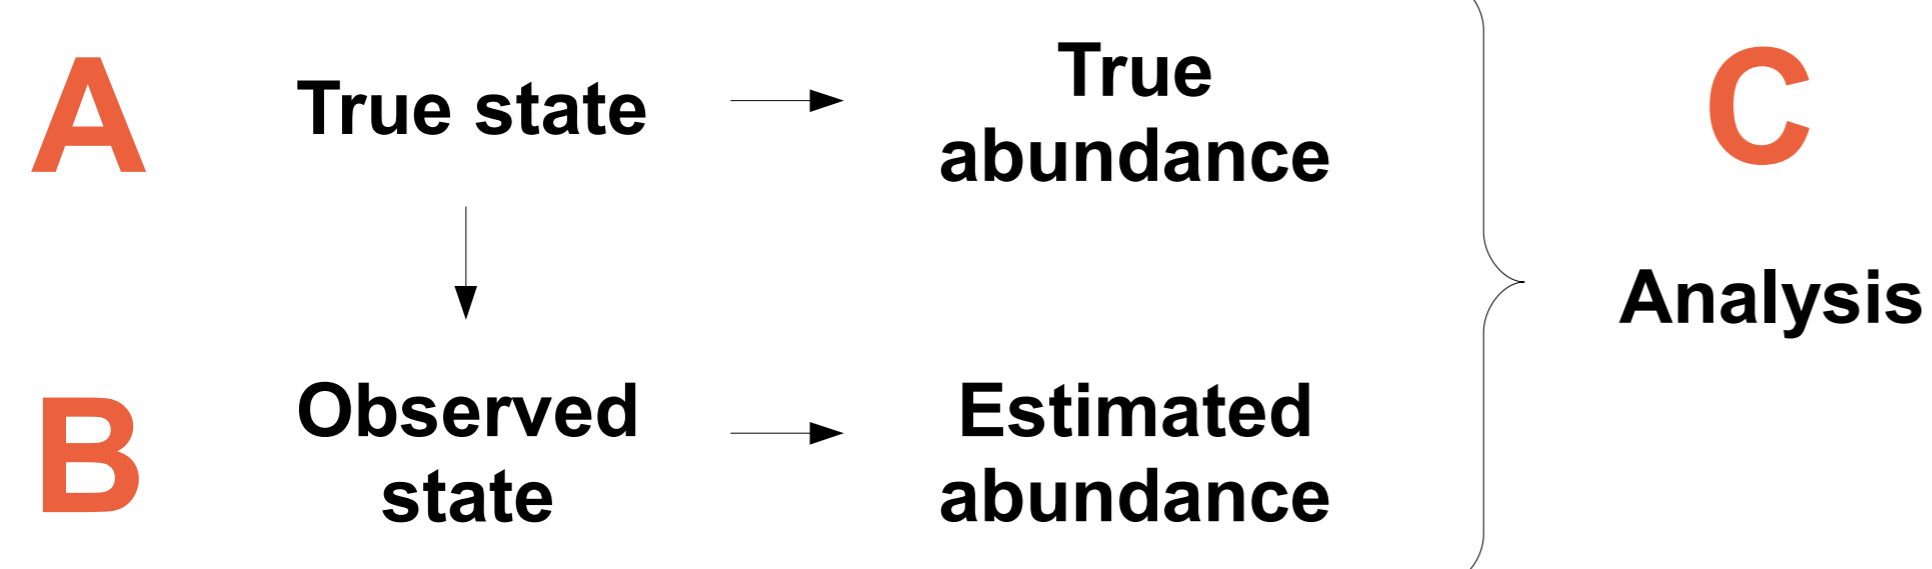 A
True state
True
abundance
B
Observed
state
Estimated
abundance
C
Analysis